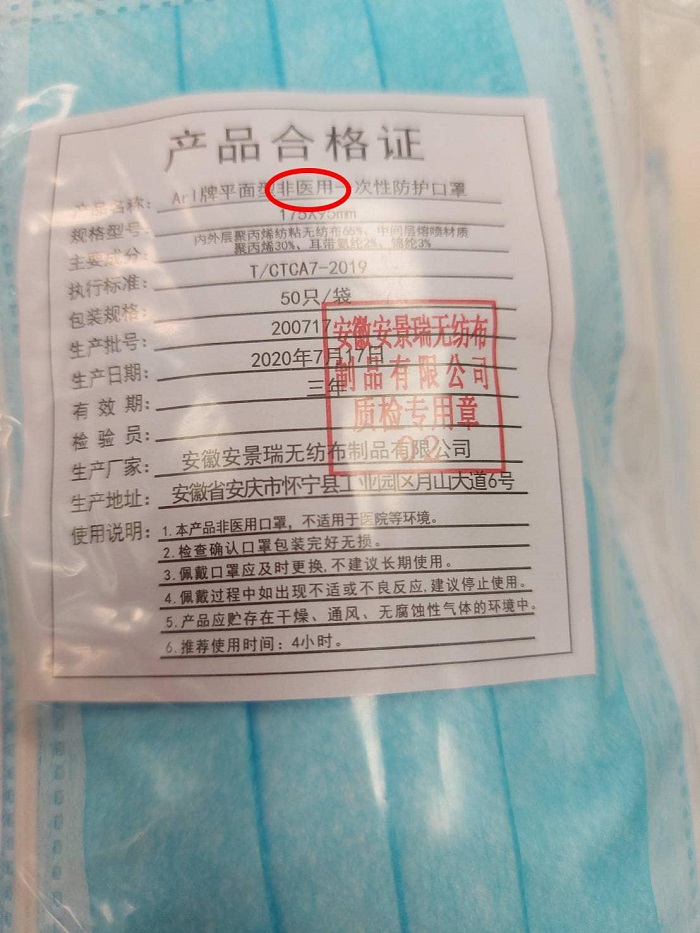 产品合格证
产品名称: Arl牌平面型非医用一次性防护口罩
规格型号: 175X95mm
主要成分: 内外层聚丙烯纺粘无纺布65%、中间层熔喷材质
聚丙烯30%、耳带氨纶2%、锦纶3%
执行标准: T/CTCA7-2019
包装规格: 50只/袋
生产批号: 200717
生产日期: 2020年7月17日
有 效 期: 三年
检 验 员:
生产厂家: 安徽安景瑞无纺布制品有限公司
生产地址: 安徽省安庆市怀宁县工业园区月山大道6号
使用说明: 1.本产品非医用口罩，不适用于医院等环境。
2.检查确认口罩包装完好无损。
3.佩戴口罩应及时更换,不建议长期使用。
4.佩戴过程中如出现不适或不良反应,建议停止使用。
5.产品应贮存在干燥、通风、无腐蚀性气体的环境中。
6.推荐使用时间: 4小时。
安徽安景瑞无纺布
制品有限公司
质检专用章
02